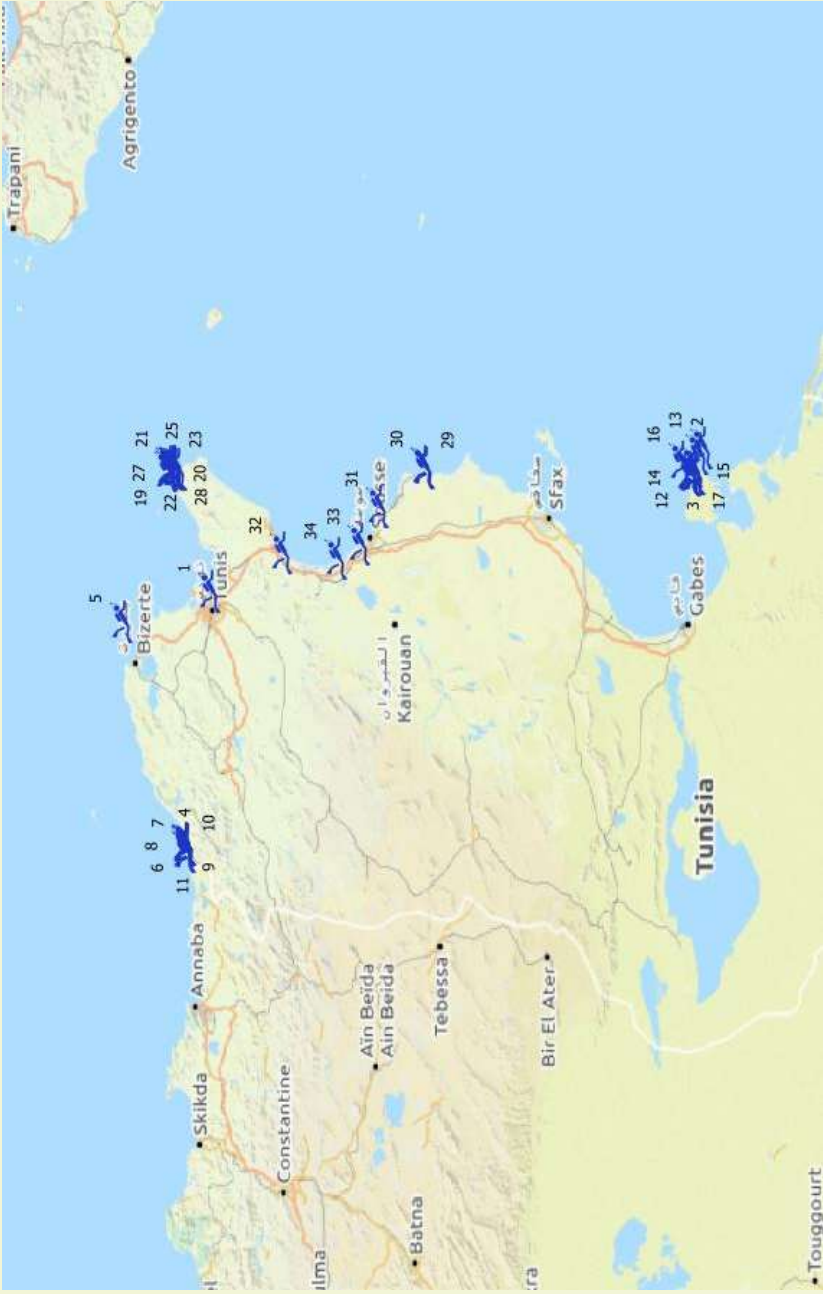 Trapani
Agrigento
21
25
23
19
27
22
20
28
5
Bizerte
1
Tunis
32
34
33
31
30
29
صفاقس
Sfax
القيروان
Kairouan
16
13
2
12
14
3
15
17
قابس
Gabes
Tunisia
7
4
8
10
6
11
9
Annaba
Skikda
Constantine
Aïn Beïda
Ain Beida
Tebessa
Bir El Ater
Batna
Touggourt